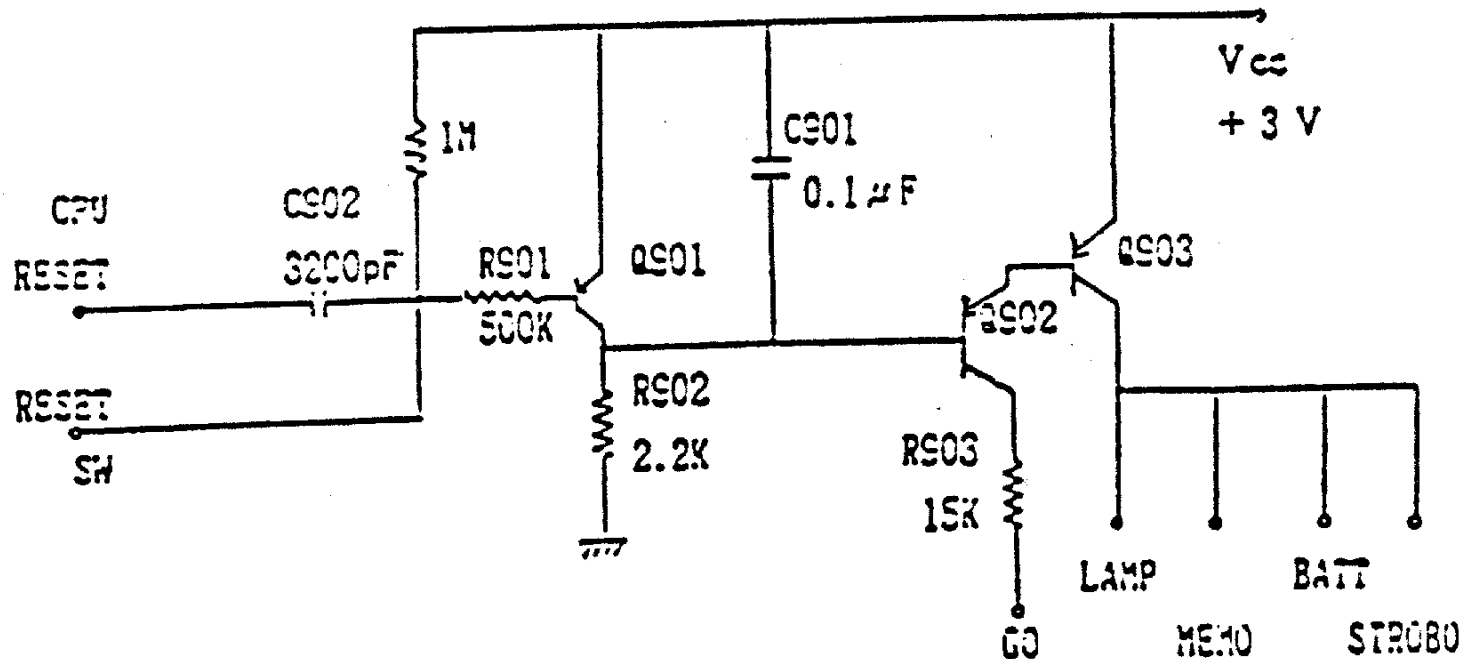 Vcc
+ 3 V
1M
C901
0.1µF
CPU
RESET
C902
3200pF
R901
500K
Q901
Q903
Q902
RESET
SW
R902
2.2K
R903
15K
GO
LAMP
MEMO
BATT
STROBO